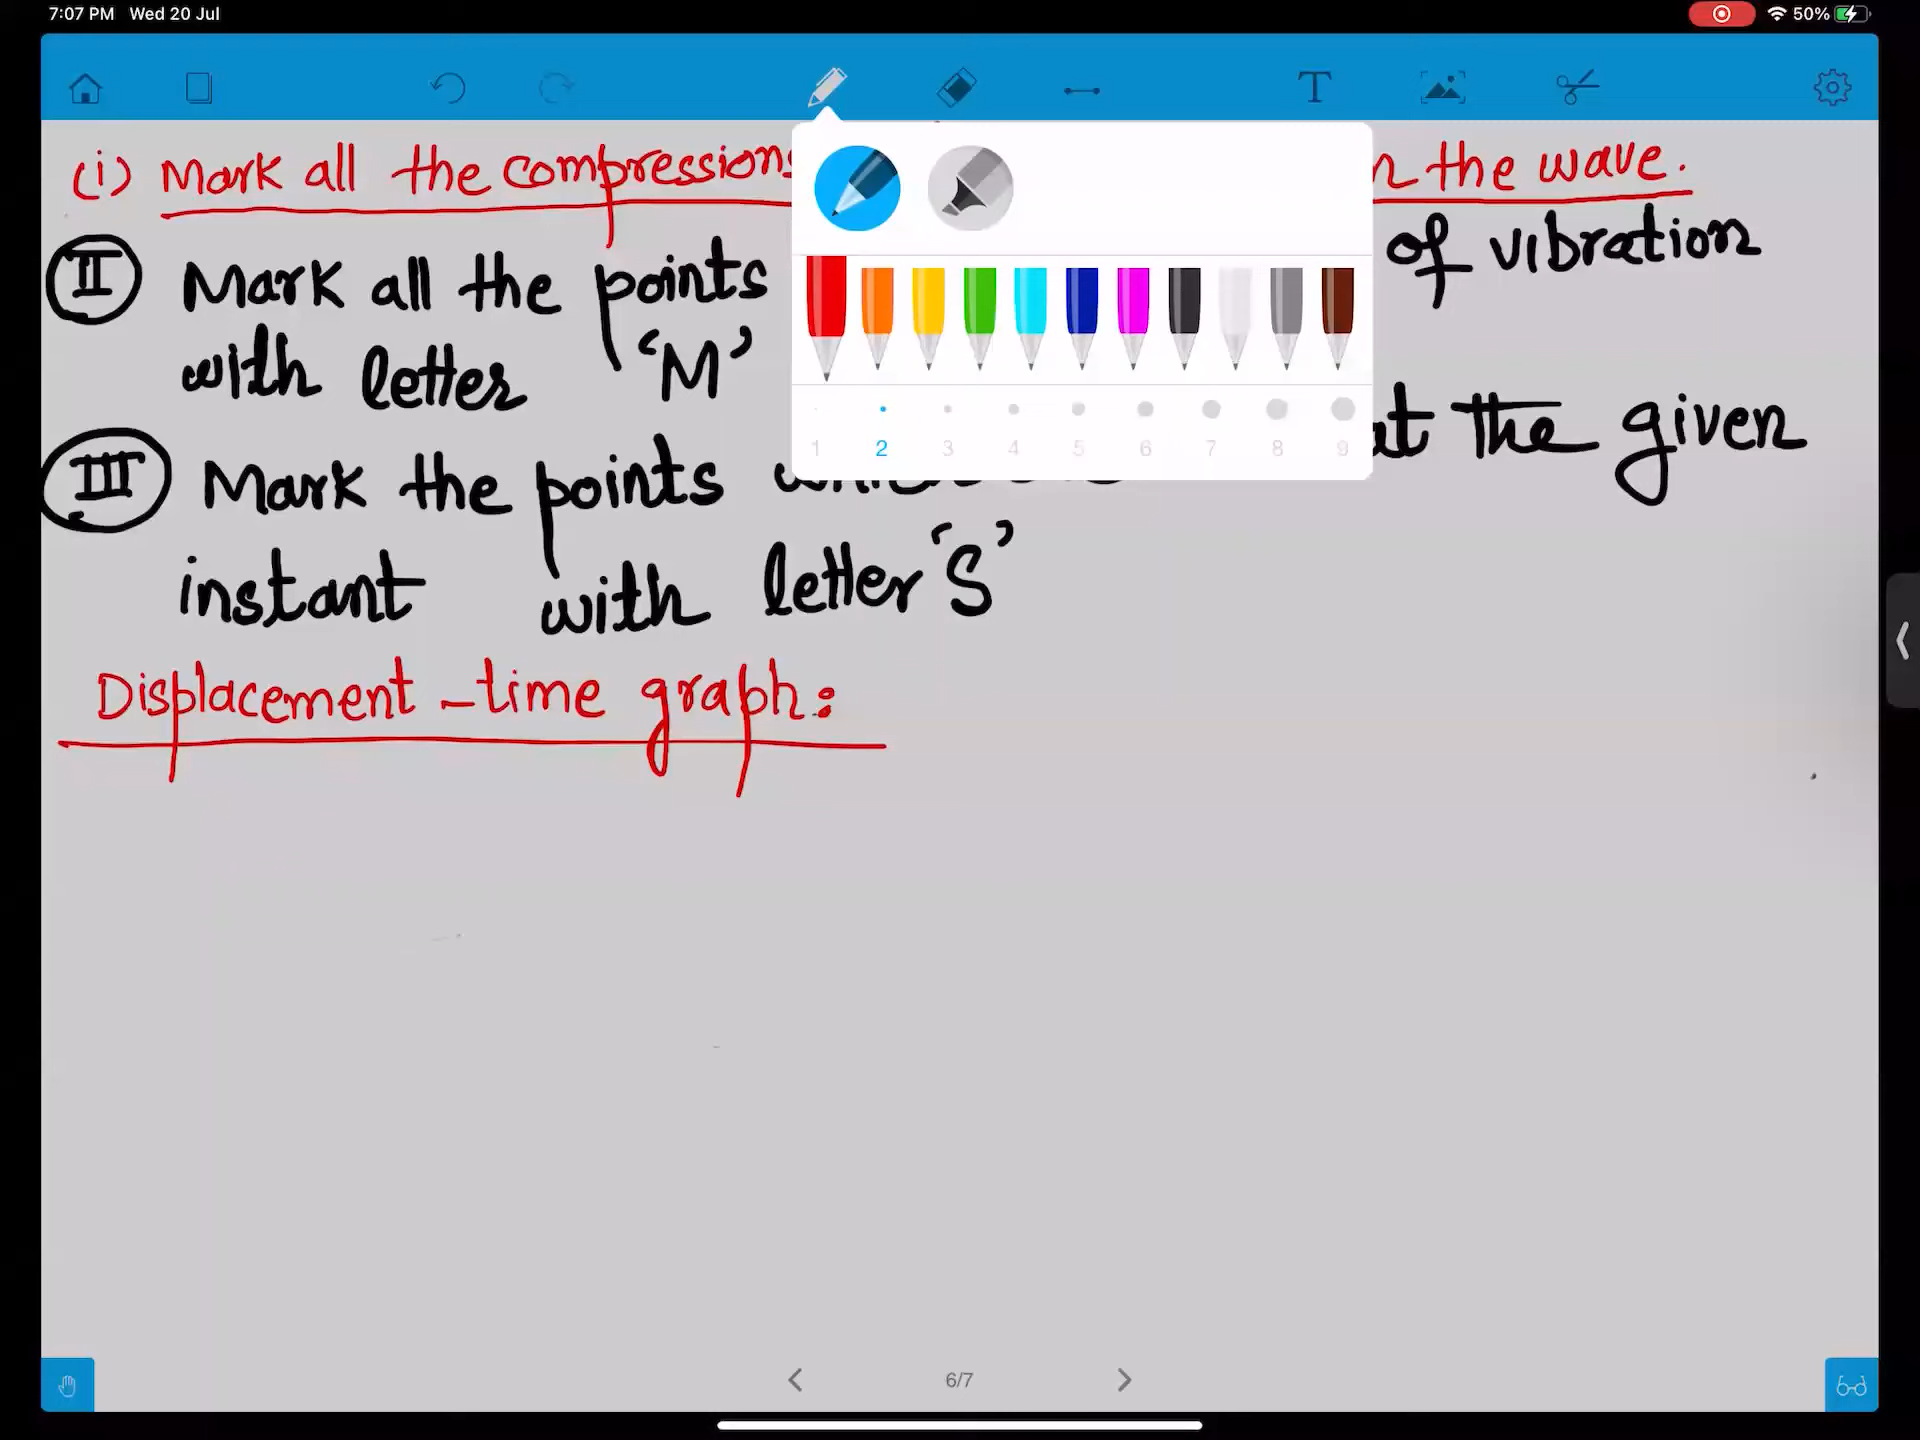 7:07 PM Wed 20 Jul
50%
T
(i) Mark all the compressions n the wave.
II Mark all the points of vibration
with letter 'M'
1 2 3 4 5 6 7 8 9
III Mark the points at the given
instant with letter 'S'
Displacement - time graph:
6/7